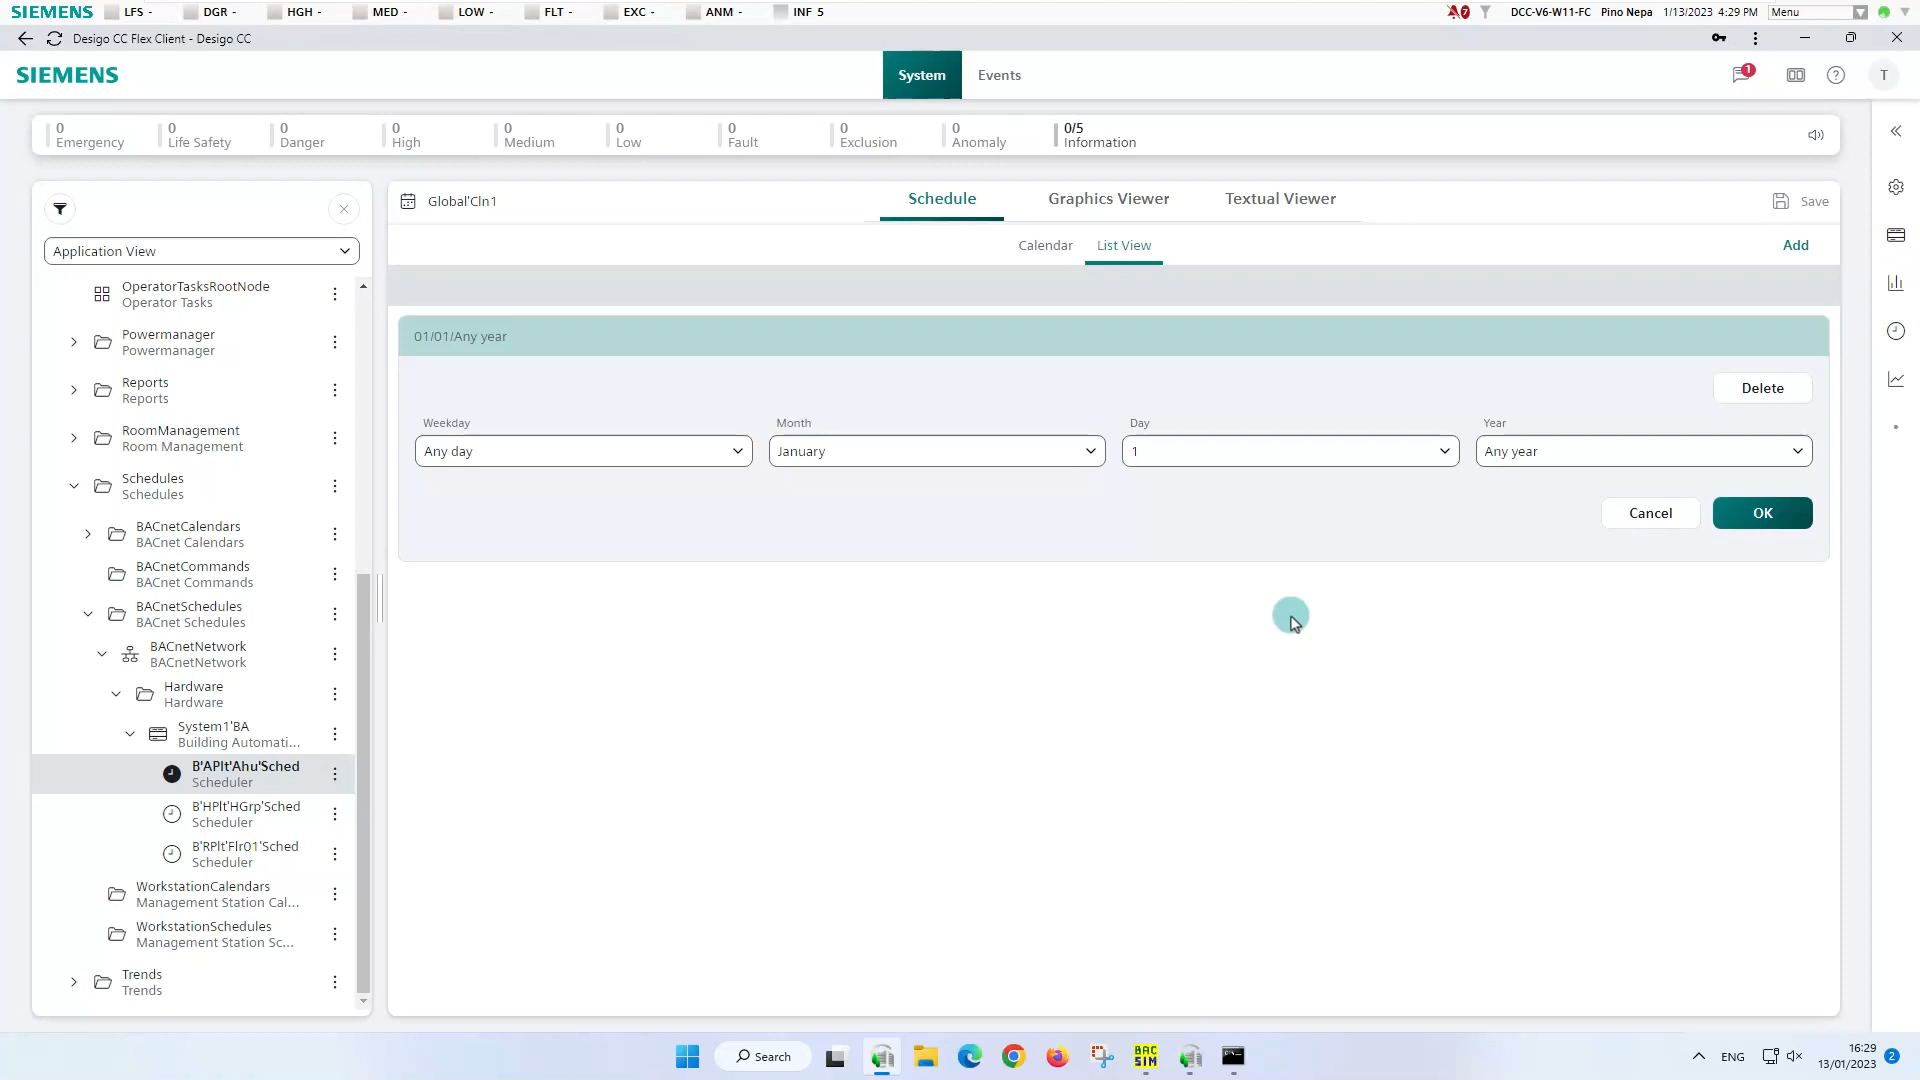 SIEMENS LFS - DGR - HGH - MED - LOW - FLT - EXC - ANM - INF 5 7 DCC-V6-W11-FC Pino Nepa 1/13/2023 4:29 PM Menu
Desigo CC Flex Client - Desigo CC
SIEMENS System Events 1 ? T
0 0 0 0 0 0 0 0 0 0/5
Emergency Life Safety Danger High Medium Low Fault Exclusion Anomaly Information
Global'Cln1 Schedule Graphics Viewer Textual Viewer Save
Application View
Calendar List View Add
OperatorTasksRootNode
Operator Tasks
Powermanager
Powermanager
Reports
Reports
RoomManagement
Room Management
Schedules
Schedules
BACnetCalendars
BACnet Calendars
BACnetCommands
BACnet Commands
BACnetSchedules
BACnet Schedules
BACnetNetwork
BACnetNetwork
Hardware
Hardware
System1'BA
Building Automati...
B'APlt'Ahu'Sched
Scheduler
B'HPlt'HGrp'Sched
Scheduler
B'RPlt'Flr01'Sched
Scheduler
WorkstationCalendars
Management Station Cal...
WorkstationSchedules
Management Station Sc...
Trends
Trends
01/01/Any year
Delete
Weekday Month Day Year
Any day January 1 Any year
Cancel OK
Search BAC SIM ENG 16:29
13/01/2023 2